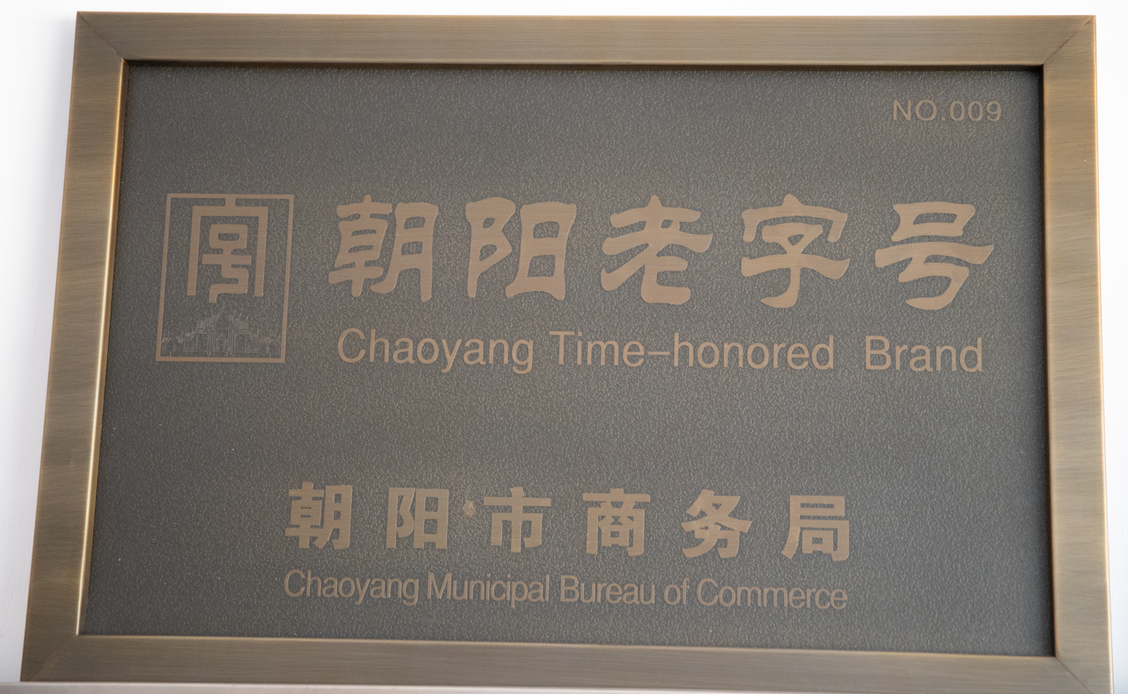 NO.009
朝阳老字号
Chaoyang Time-honored Brand
朝阳市商务局
Chaoyang Municipal Bureau of Commerce